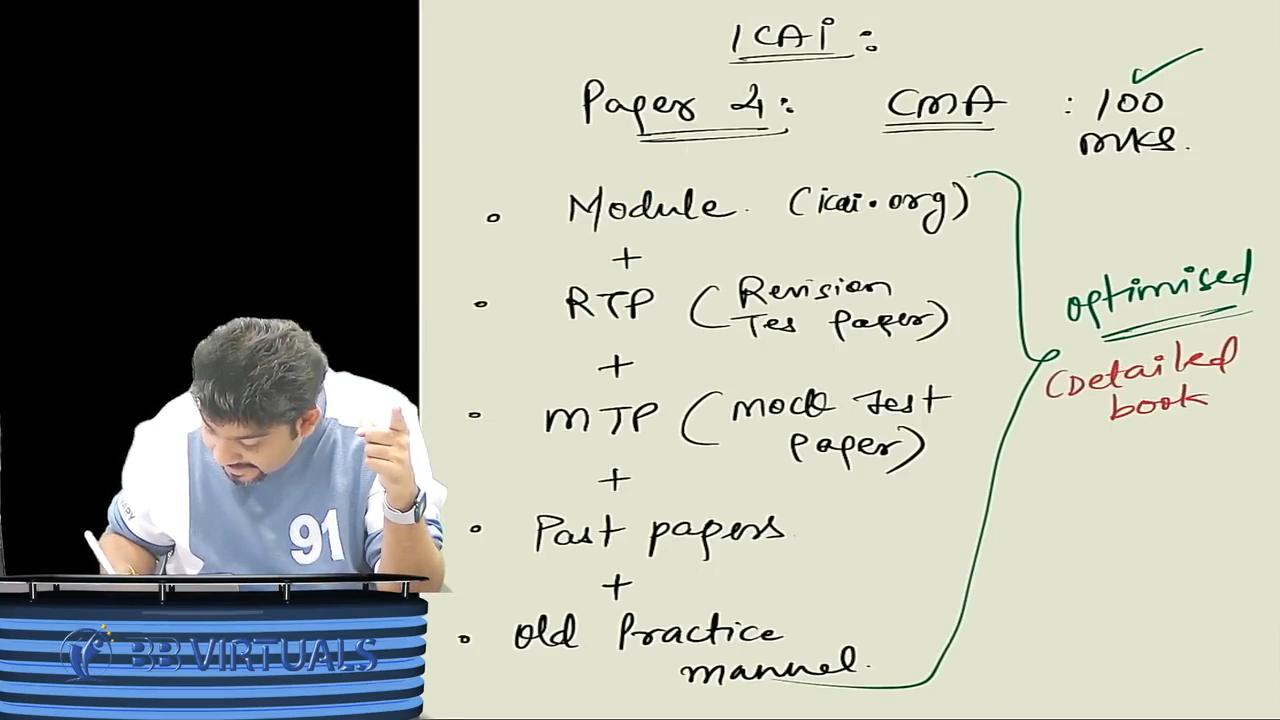 ICAI:
Paper 4: CMA : 100
mks.
• Module. (icai.org)
+
• RTP (Revision
Tes paper)
+
• MTP (mock Test
paper)
+
• Past papers
+
• Old Practice
mannel.
optimised
(Detailed
book
91
BB VIRTUALS